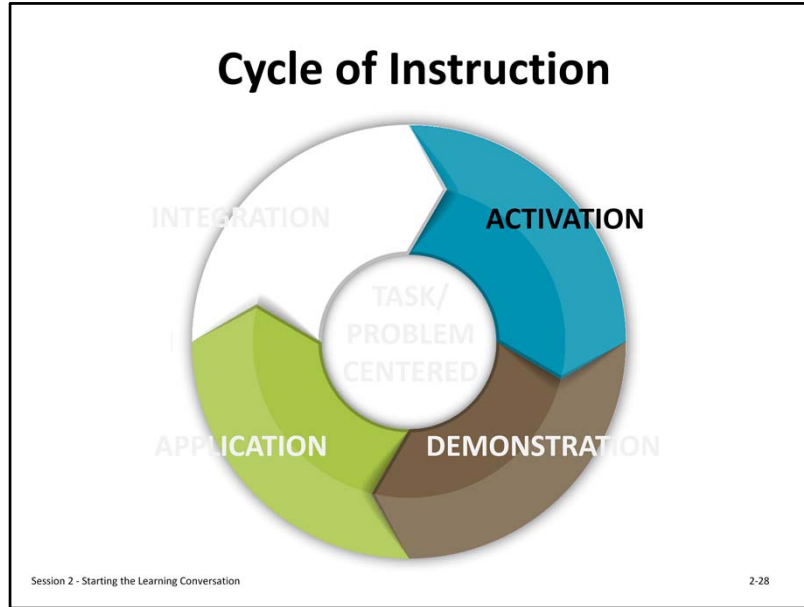 Cycle of Instruction
INTEGRATION
ACTIVATION
TASK/
PROBLEM
CENTERED
APPLICATION
DEMONSTRATION
Session 2 - Starting the Learning Conversation
2-28